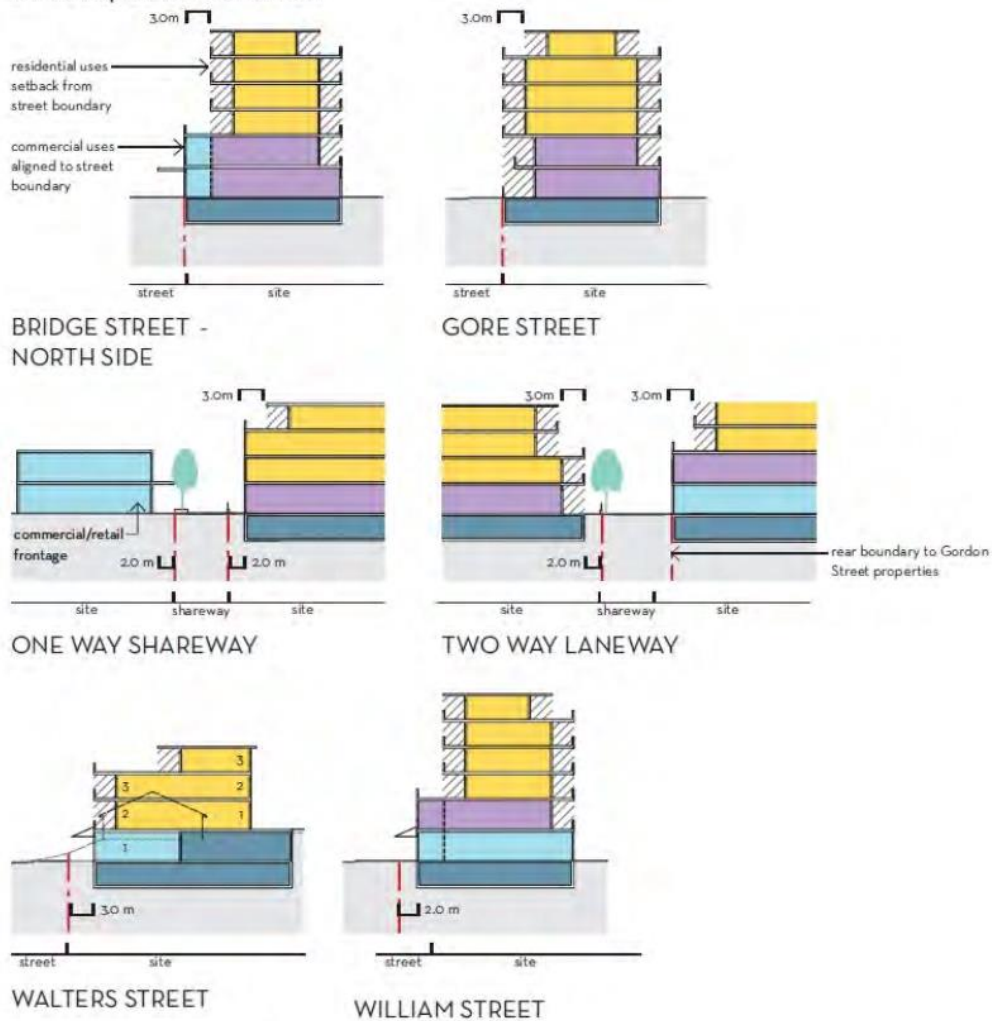 3.0m
3.0m
residential uses
setback from
street boundary
commercial uses
aligned to street
boundary
street
site
street
site
BRIDGE STREET -
NORTH SIDE
GORE STREET
3.0m
3.0m
3.0m
commercial/retail
frontage
2.0 m
2.0 m
2.0 m
rear boundary to Gordon
Street properties
site
shareway
site
site
shareway
site
ONE WAY SHAREWAY
TWO WAY LANEWAY
3
3
2
2
1
1
3.0 m
2.0 m
street
site
street
site
WALTERS STREET
WILLIAM STREET